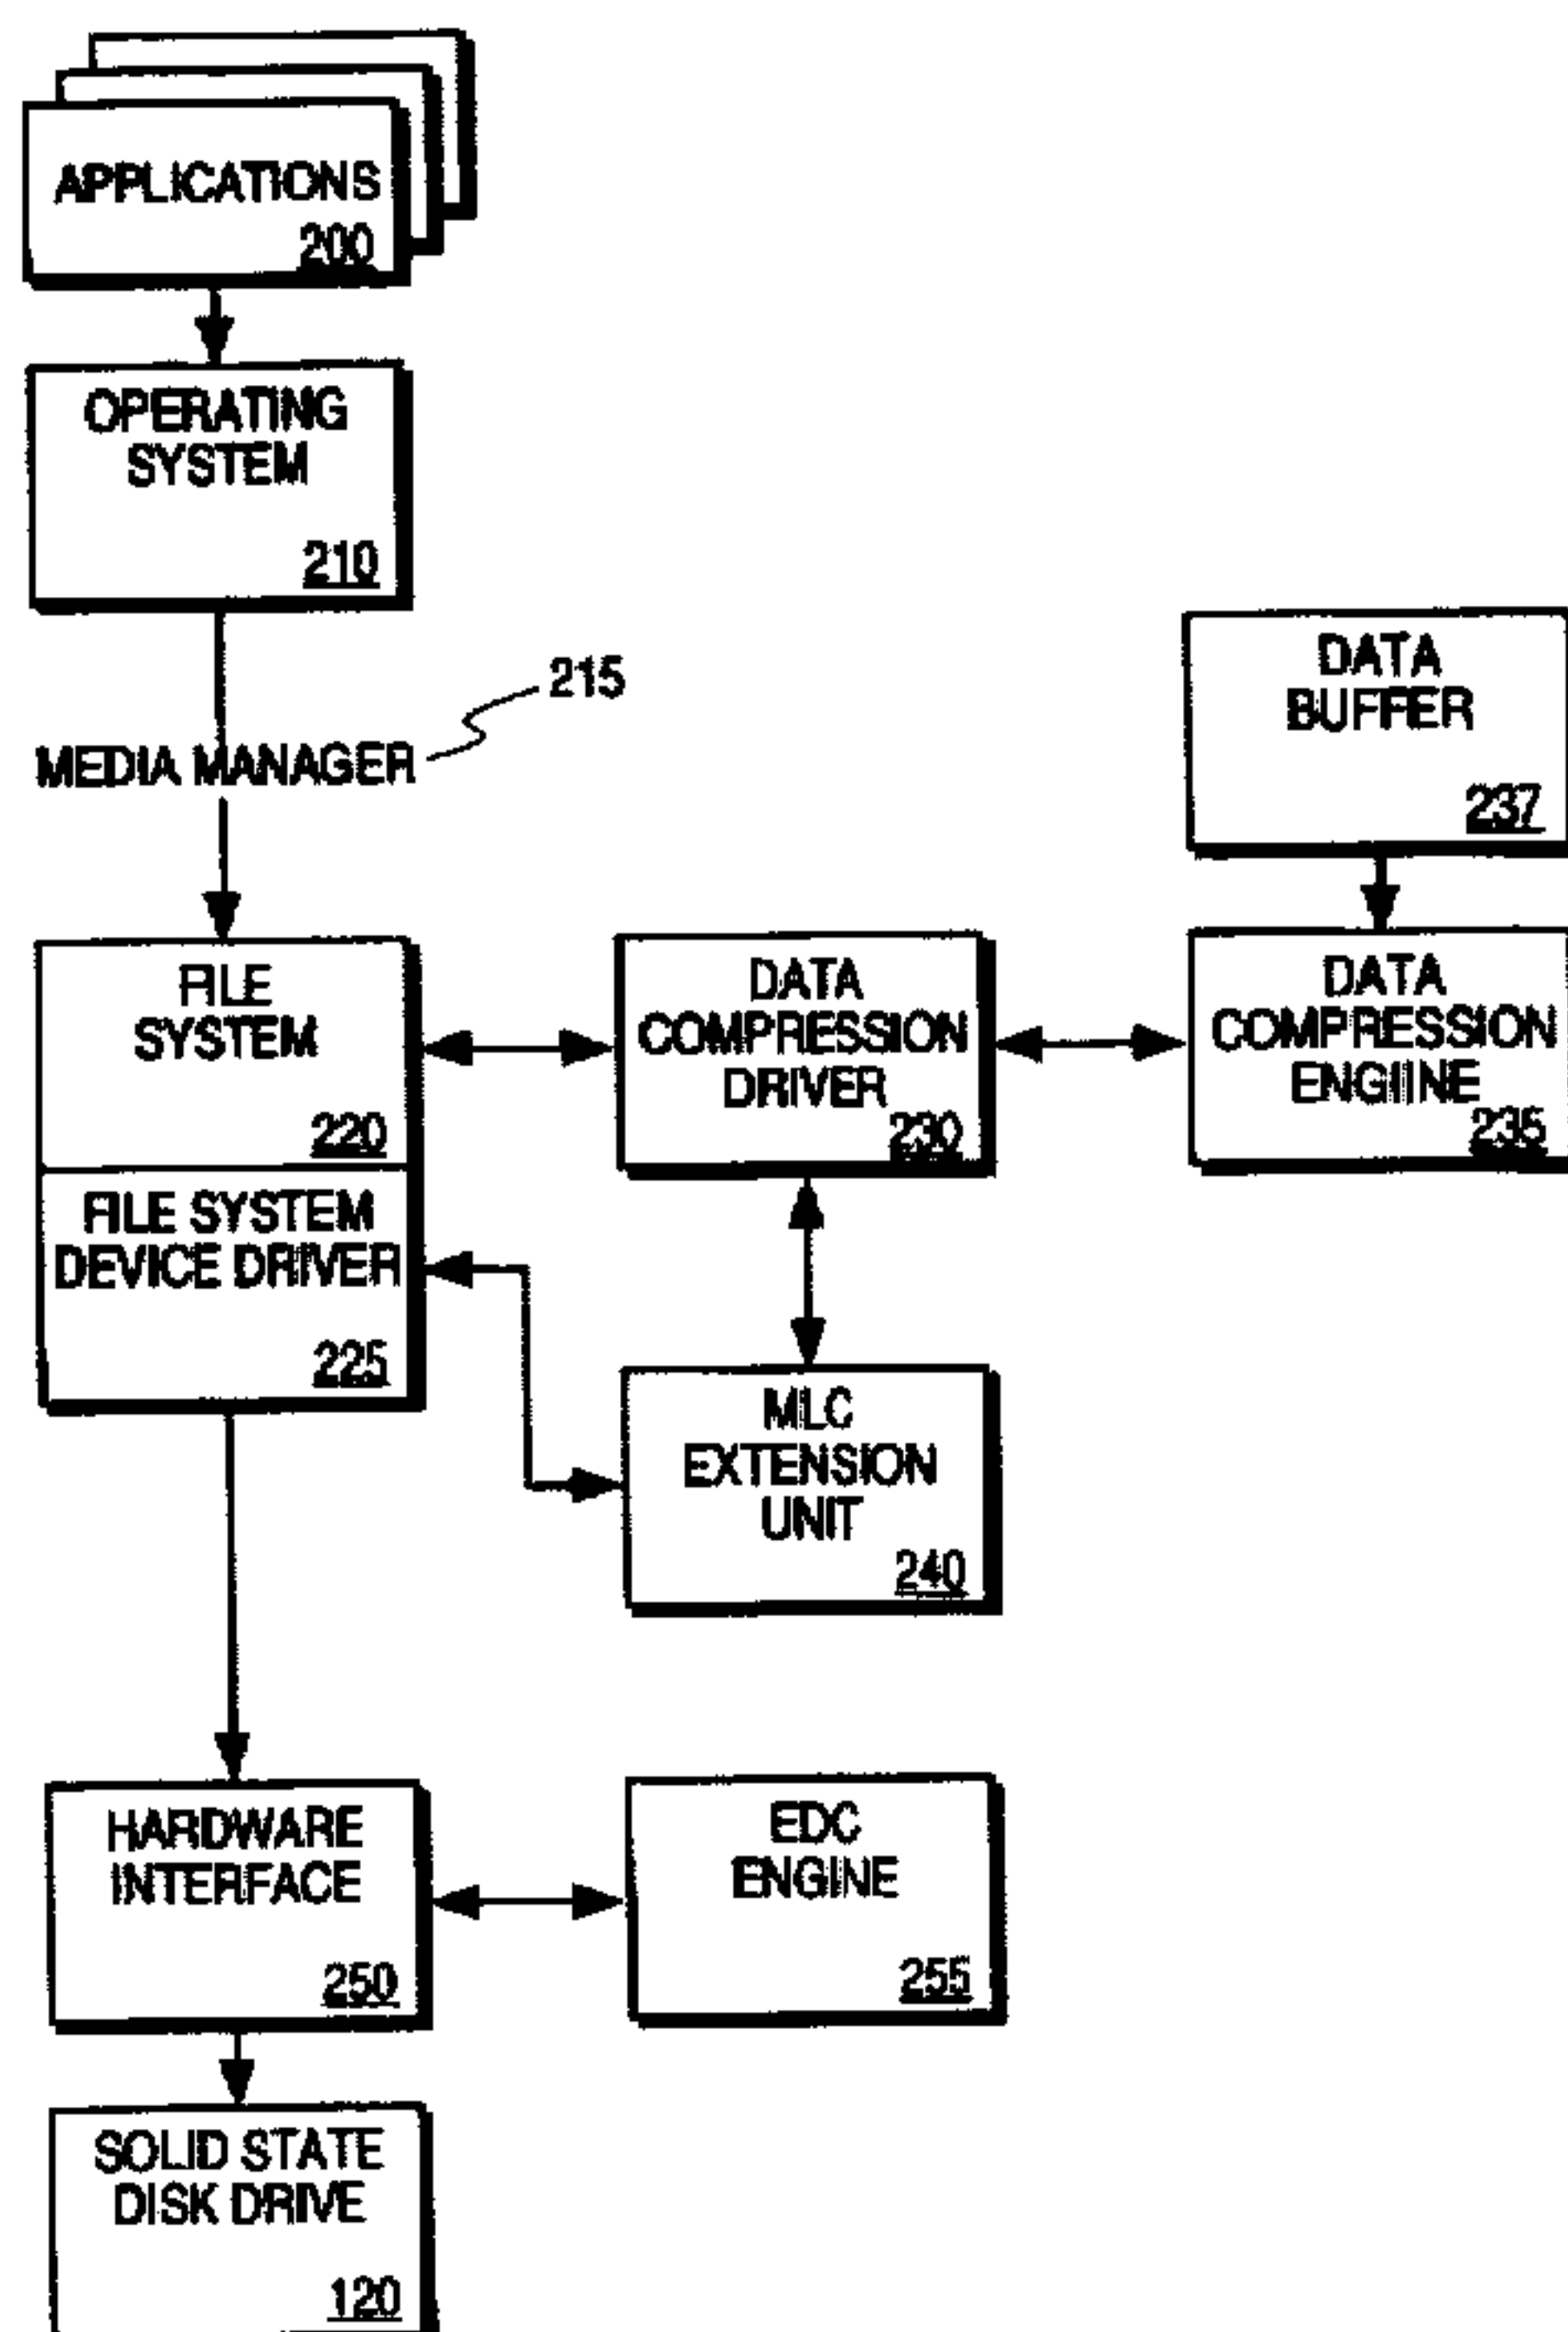 APPLICATIONS
200
OPERATING
SYSTEM
210
215
MEDIA MANAGER
DATA
BUFFER
237
FILE
SYSTEM
220
DATA
COMPRESSION
DRIVER
230
DATA
COMPRESSION
ENGINE
235
FILE SYSTEM
DEVICE DRIVER
225
MLC
EXTENSION
UNIT
240
HARDWARE
INTERFACE
250
EDC
ENGINE
255
SOLID STATE
DISK DRIVE
120